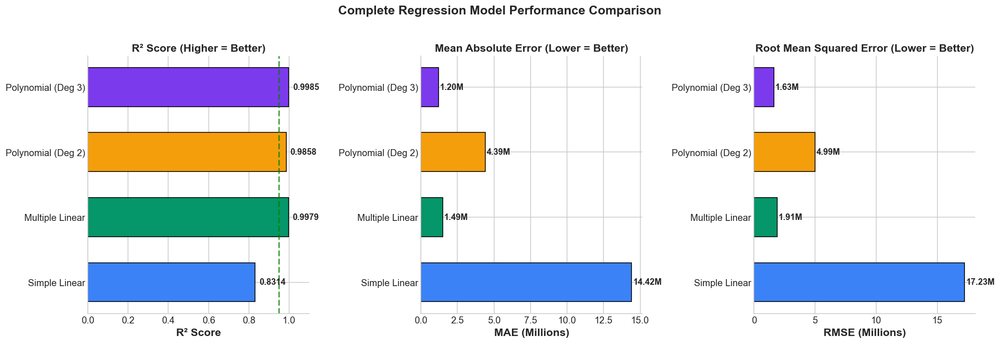 Complete Regression Model Performance Comparison
R² Score (Higher = Better)
Polynomial (Deg 3)
0.9985
Polynomial (Deg 2)
0.9858
Multiple Linear
0.9979
Simple Linear
0.8314
0.0 0.2 0.4 0.6 0.8 1.0
R² Score
Mean Absolute Error (Lower = Better)
Polynomial (Deg 3)
1.20M
Polynomial (Deg 2)
4.39M
Multiple Linear
1.49M
Simple Linear
14.42M
0.0 2.5 5.0 7.5 10.0 12.5 15.0
MAE (Millions)
Root Mean Squared Error (Lower = Better)
Polynomial (Deg 3)
1.63M
Polynomial (Deg 2)
4.99M
Multiple Linear
1.91M
Simple Linear
17.23M
0 5 10 15
RMSE (Millions)